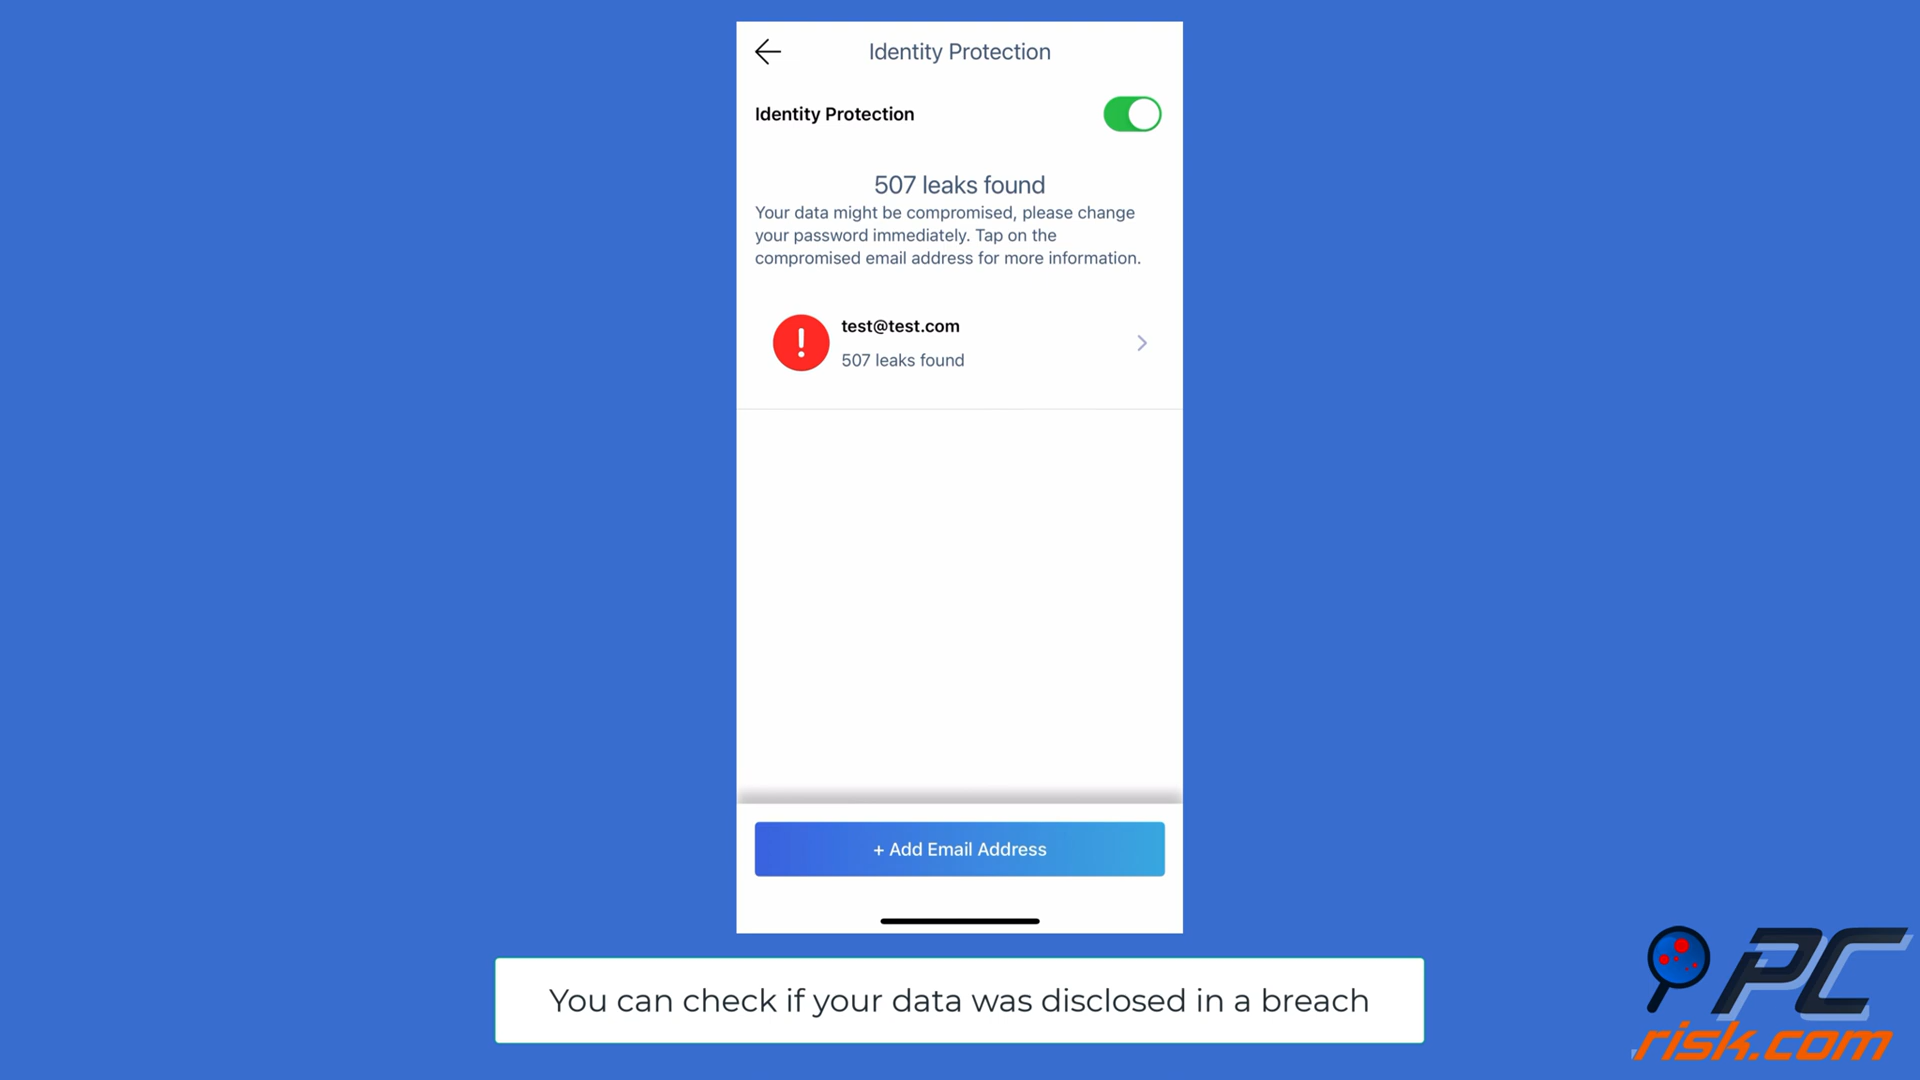 Identity Protection
Identity Protection
507 leaks found
Your data might be compromised, please change
your password immediately. Tap on the
compromised email address for more information.
!
test@test.com
507 leaks found
+ Add Email Address
You can check if your data was disclosed in a breach
PC
risk.com